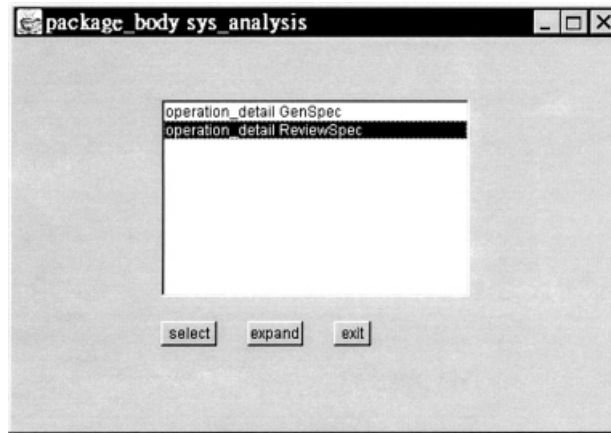 package_body sys_analysis
operation_detail GenSpec
operation_detail ReviewSpec
select expand exit